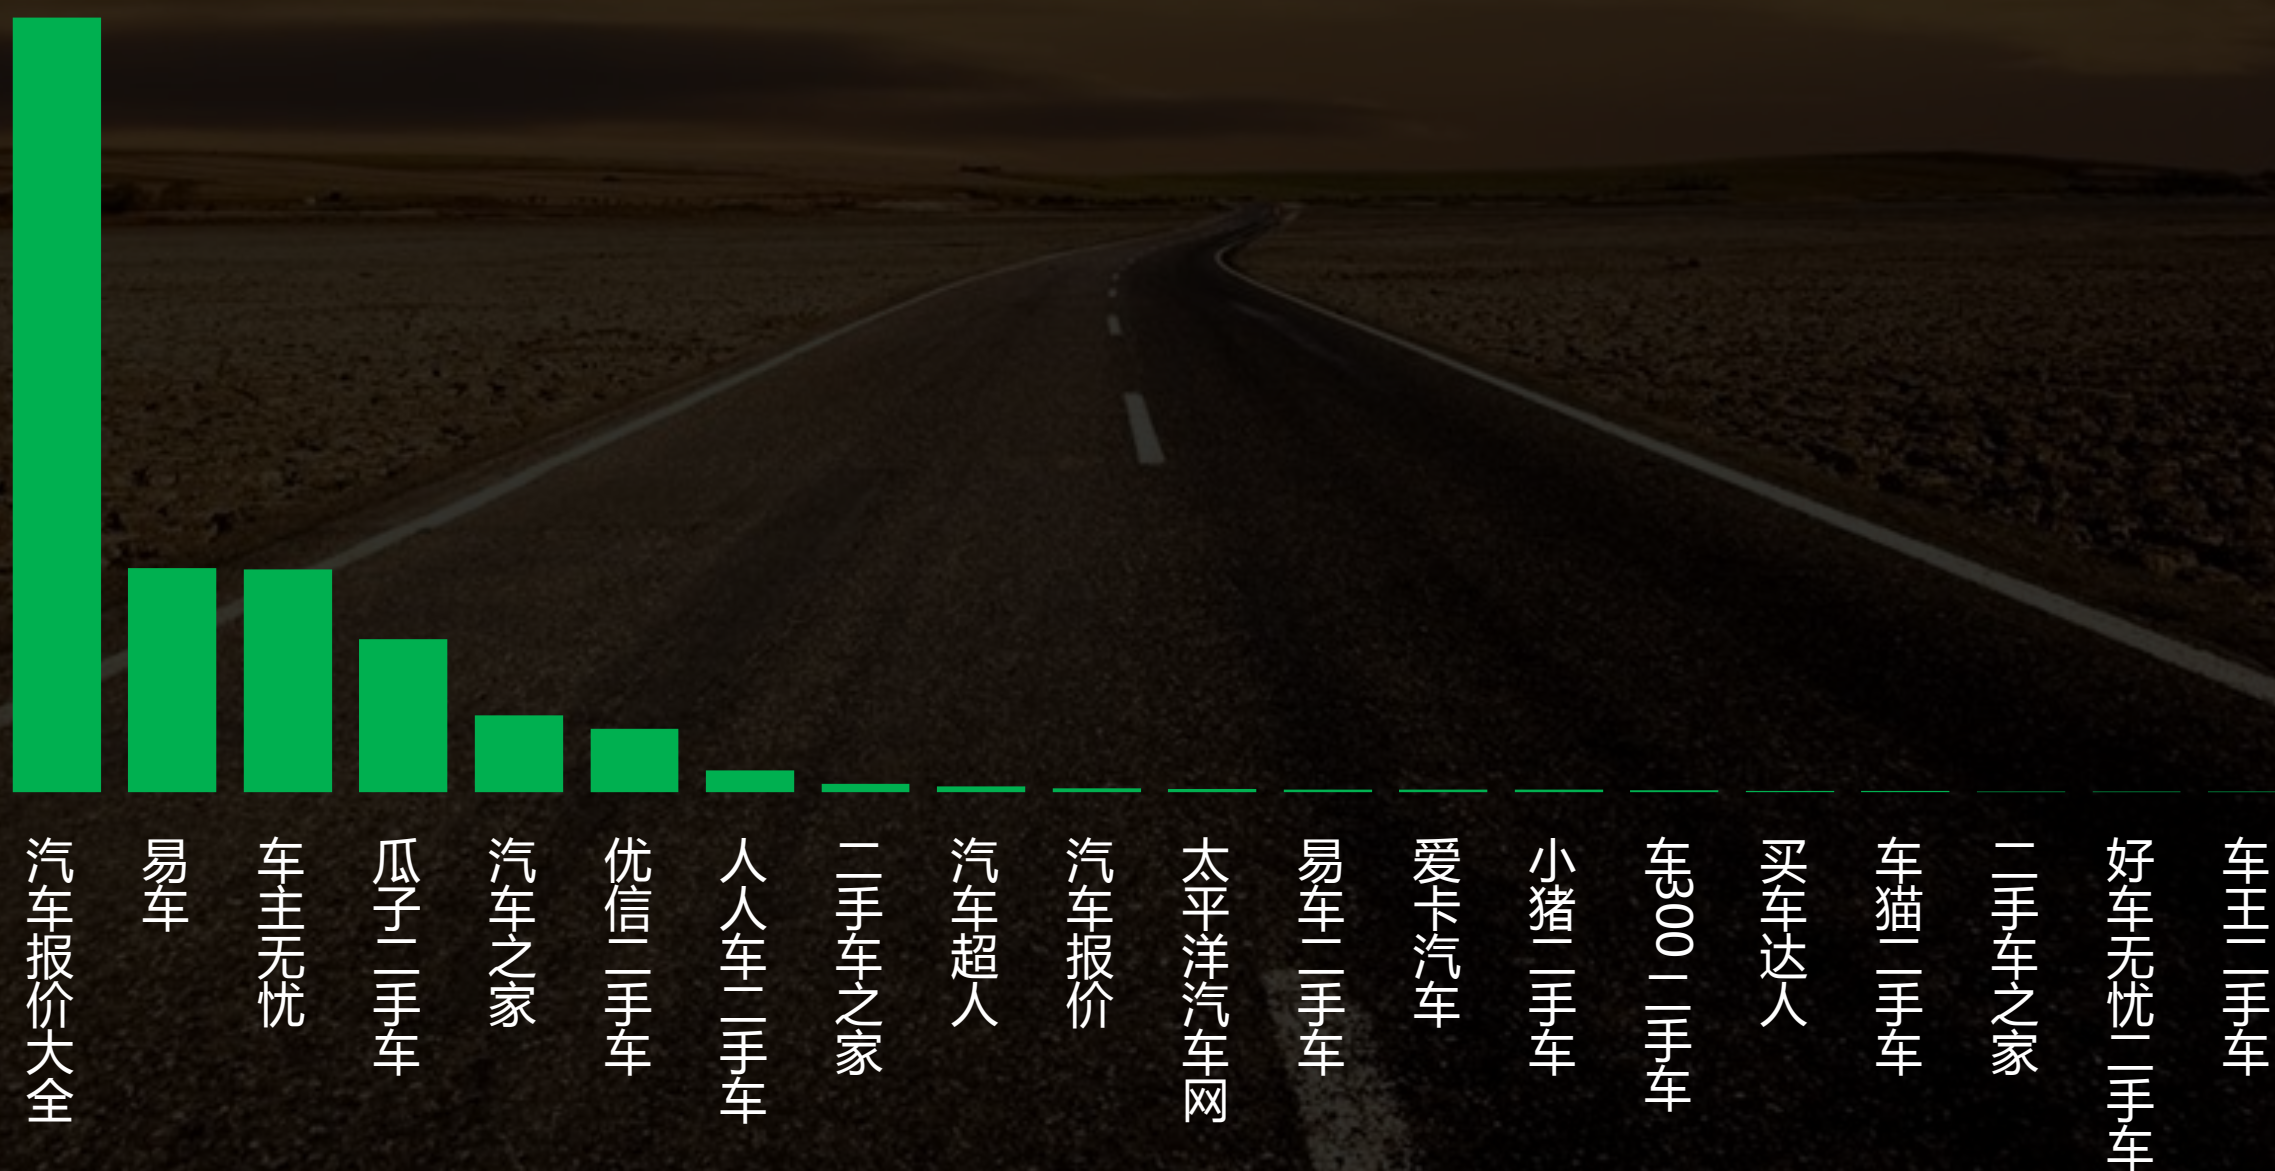 汽车报价大全
易车
车主无忧
瓜子二手车
汽车之家
优信二手车
人人车二手车
二手车之家
汽车超人
汽车报价
太平洋汽车网
易车二手车
爱卡汽车
小猪二手车
车300二手车
买车达人
车猫二手车
二手车之家
好车无忧二手车
车王二手车